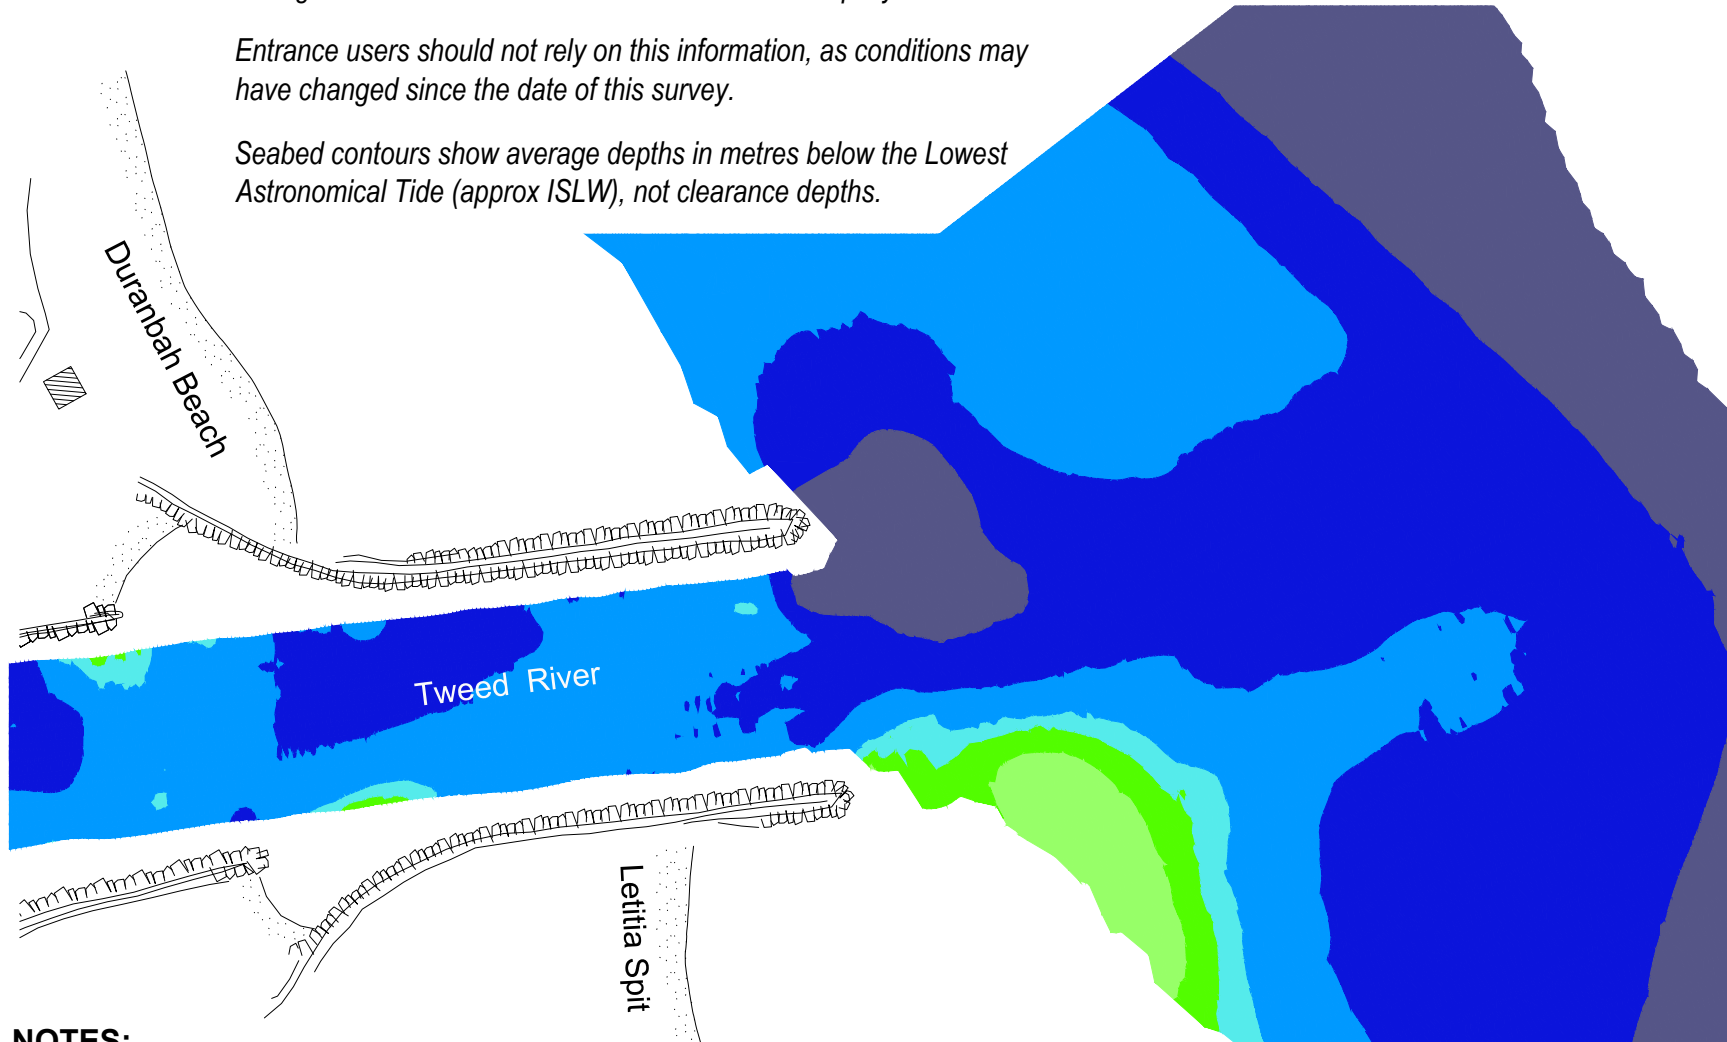 Entrance users should not rely on this information, as conditions may
have changed since the date of this survey.
Seabed contours show average depths in metres below the Lowest
Astronomical Tide (approx ISLW), not clearance depths.
Duranbah Beach
Tweed River
Letitia Spit
NOTES: